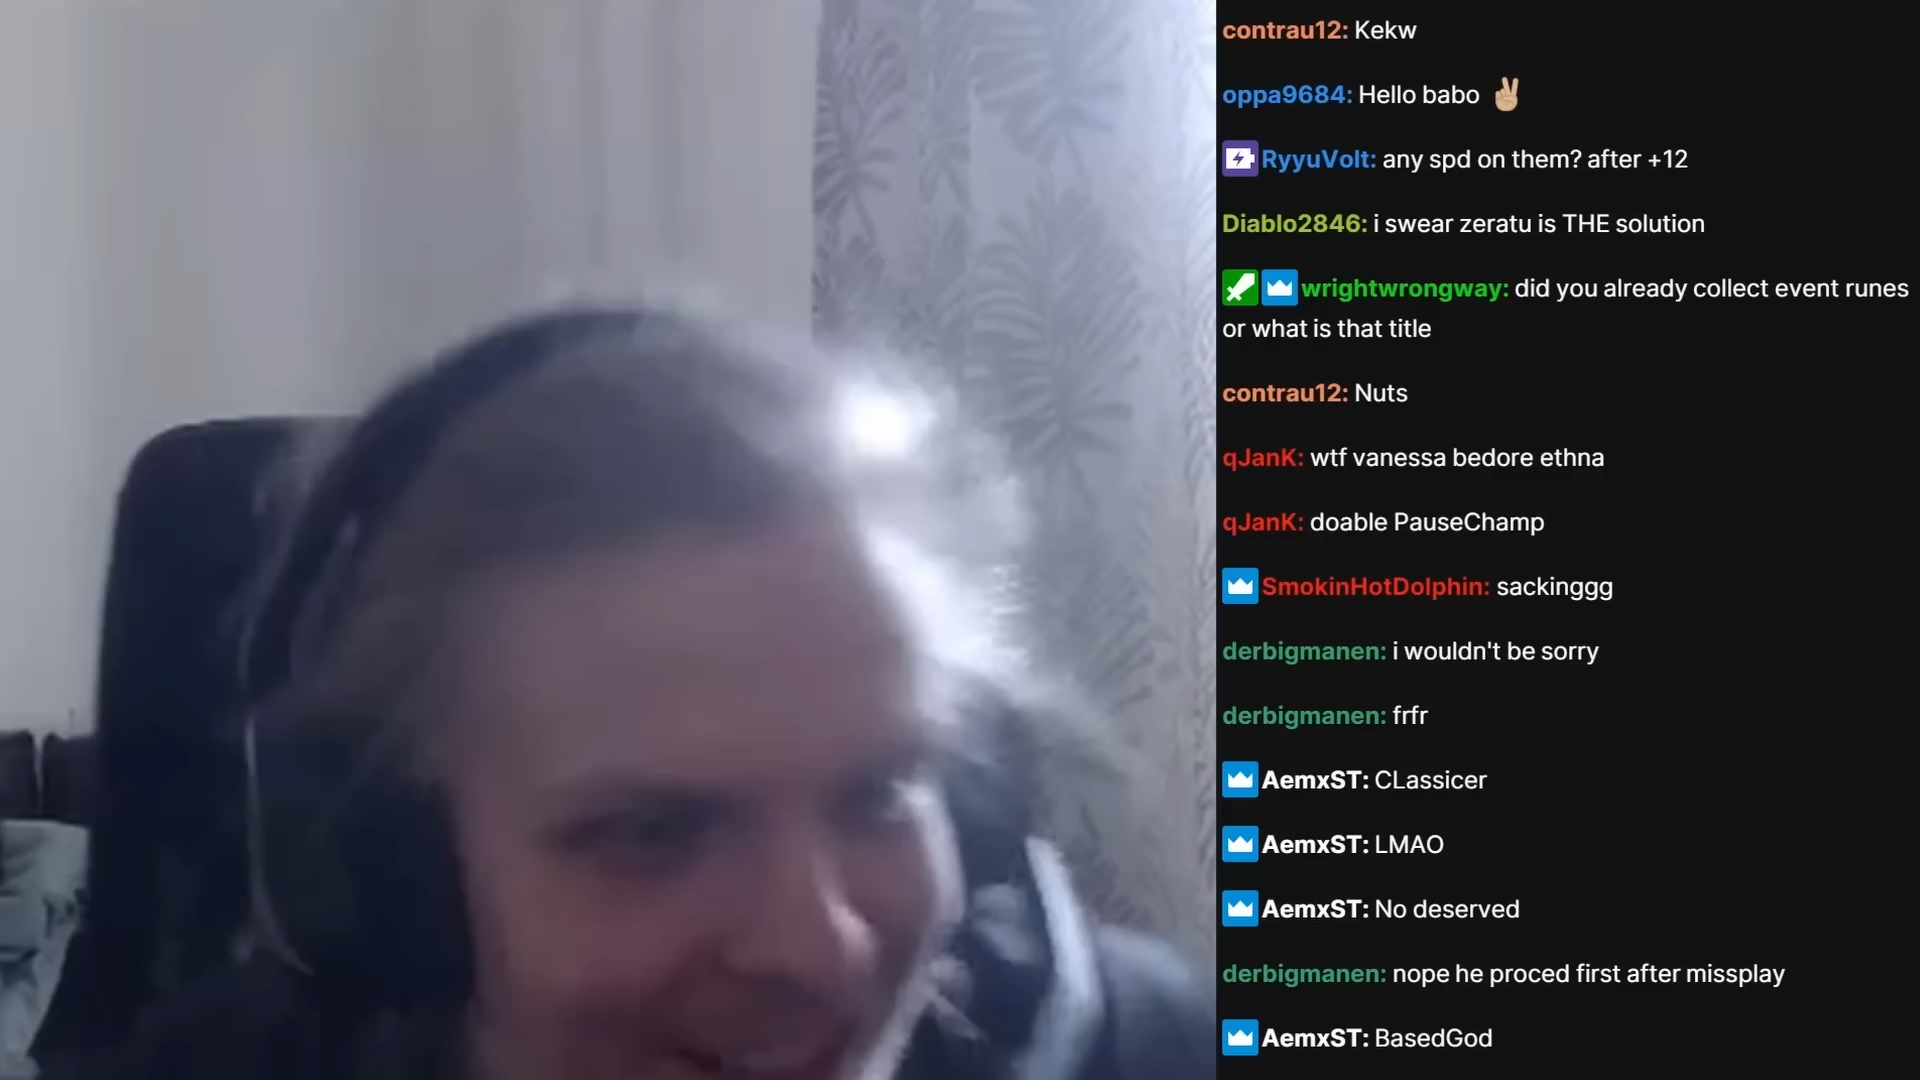 contrau12: Kekw
oppa9684: Hello babo ✌🏼
RyyuVolt: any spd on them? after +12
Diablo2846: i swear zeratu is THE solution
wrightwrongway: did you already collect event runes
or what is that title
contrau12: Nuts
qJanK: wtf vanessa bedore ethna
qJanK: doable PauseChamp
SmokinHotDolphin: sackinggg
derbigmanen: i wouldn't be sorry
derbigmanen: frfr
AemxST: CLassicer
AemxST: LMAO
AemxST: No deserved
derbigmanen: nope he proced first after missplay
AemxST: BasedGod